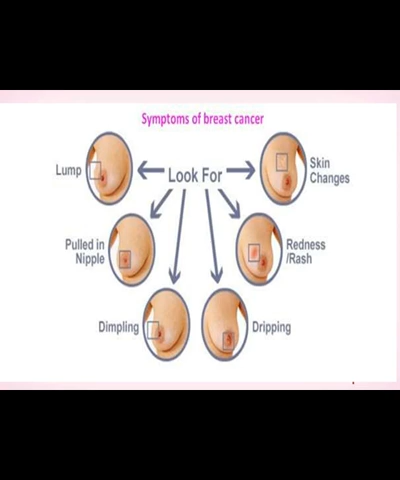 Symptoms of breast cancer
Lump
Look For
Skin
Changes
Pulled in
Nipple
Redness
/Rash
Dimpling
Dripping